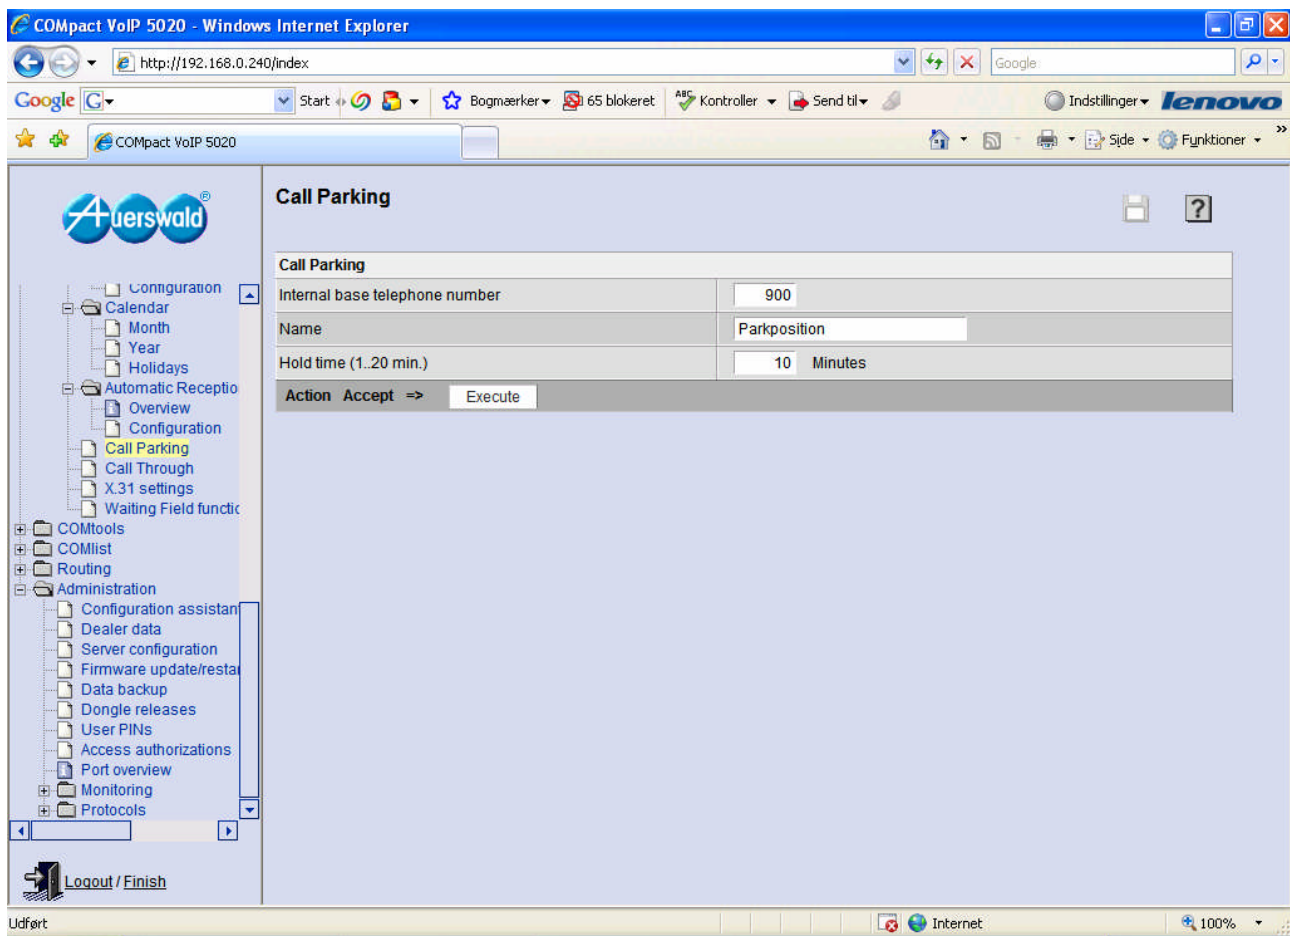 COMpact VoIP 5020 - Windows Internet Explorer
http://192.168.0.240/index
Google
Google G
Start
Bogmærker
65 blokeret
ABC Kontroller
Send til
Indstillinger
lenovo
COMpact VoIP 5020
Side
Funktioner
»
Auerswald®
Configuration
Calendar
Month
Year
Holidays
Automatic Receptio
Overview
Configuration
Call Parking
Call Through
X.31 settings
Waiting Field functio
COMtools
COMlist
Routing
Administration
Configuration assistan
Dealer data
Server configuration
Firmware update/resta
Data backup
Dongle releases
User PINs
Access authorizations
Port overview
Monitoring
Protocols
Logout / Finish
Call Parking
?
Call Parking
Internal base telephone number 900
Name Parkposition
Hold time (1..20 min.) 10 Minutes
Action Accept => Execute
Udført
Internet
100%